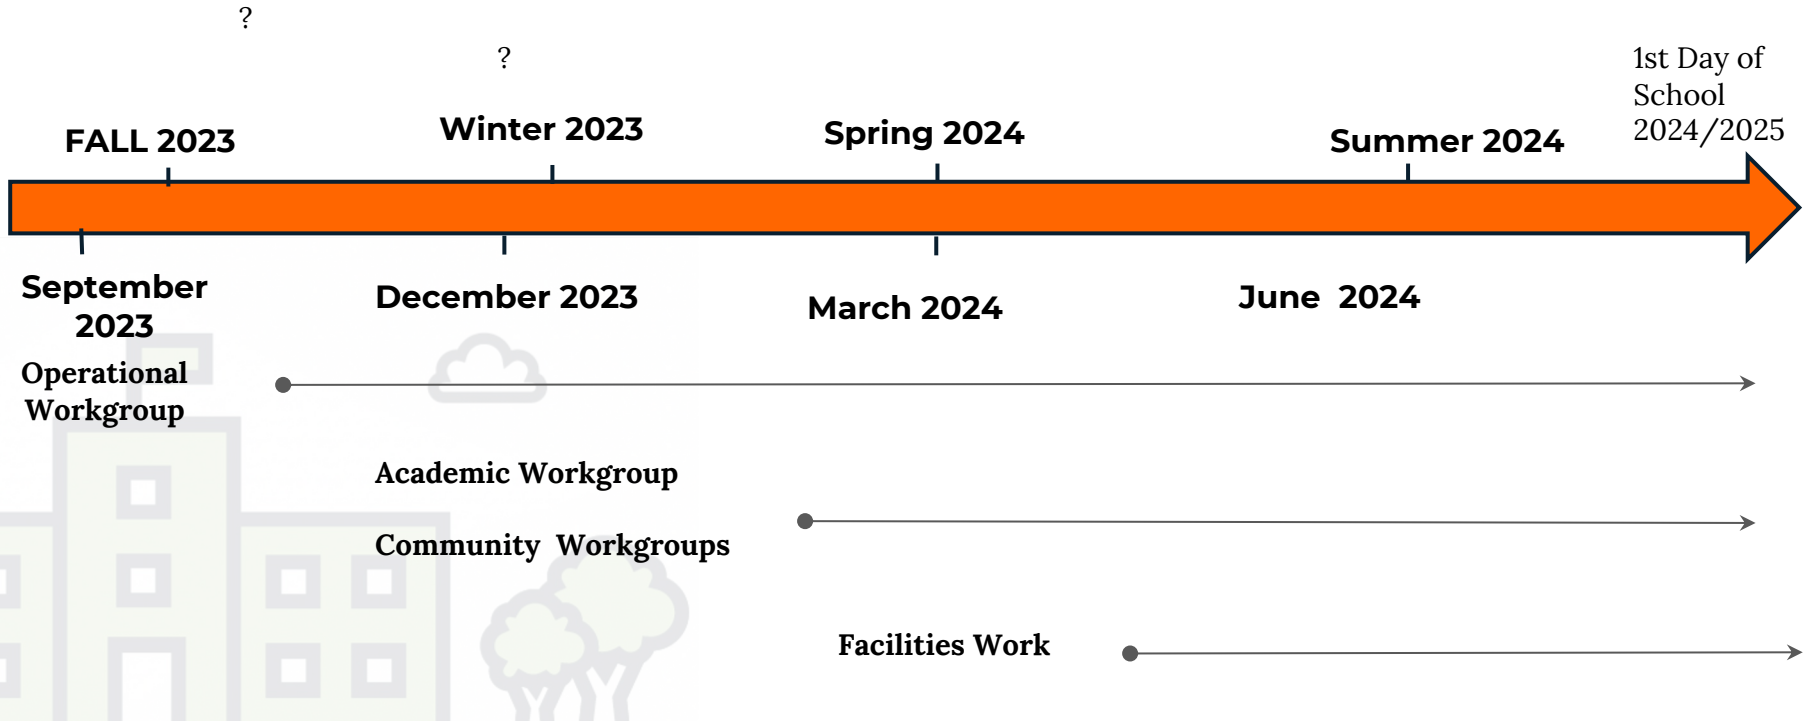 ?
?
1st Day of
School
2024/2025
FALL 2023
Winter 2023
Spring 2024
Summer 2024
September
2023
December 2023
March 2024
June  2024
Operational
Workgroup
Academic Workgroup
Community  Workgroups
Facilities Work